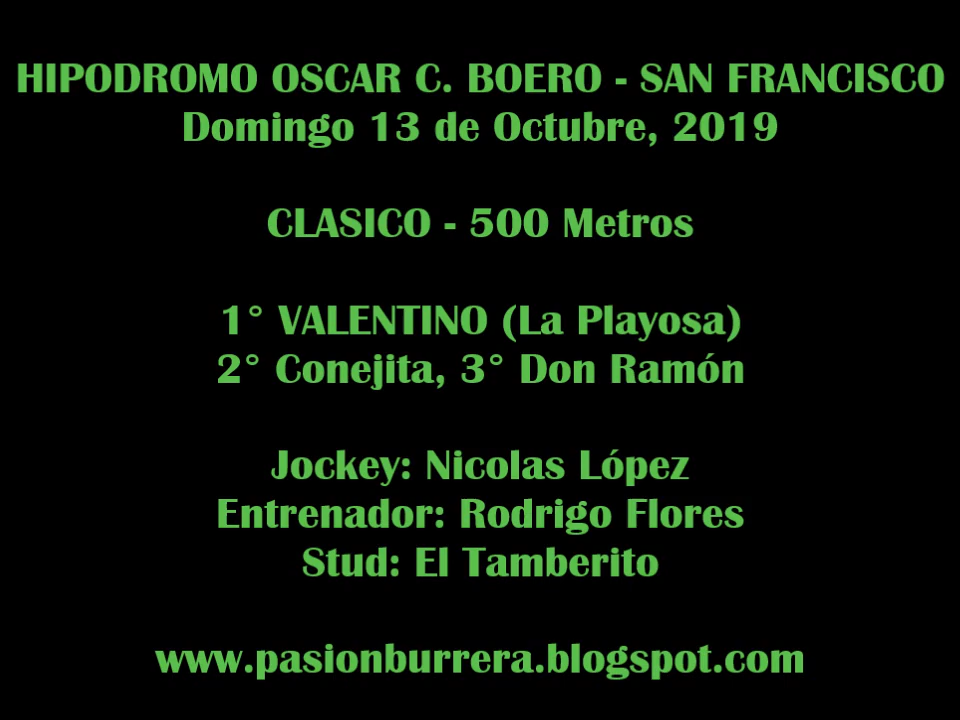 HIPODROMO OSCAR C. BOERO - SAN FRANCISCO
Domingo 13 de Octubre, 2019
CLASICO - 500 Metros
1° VALENTINO (La Playosa)
2° Conejita, 3° Don Ramón
Jockey: Nicolas López
Entrenador: Rodrigo Flores
Stud: El Tamberito
www.pasionburrera.blogspot.com